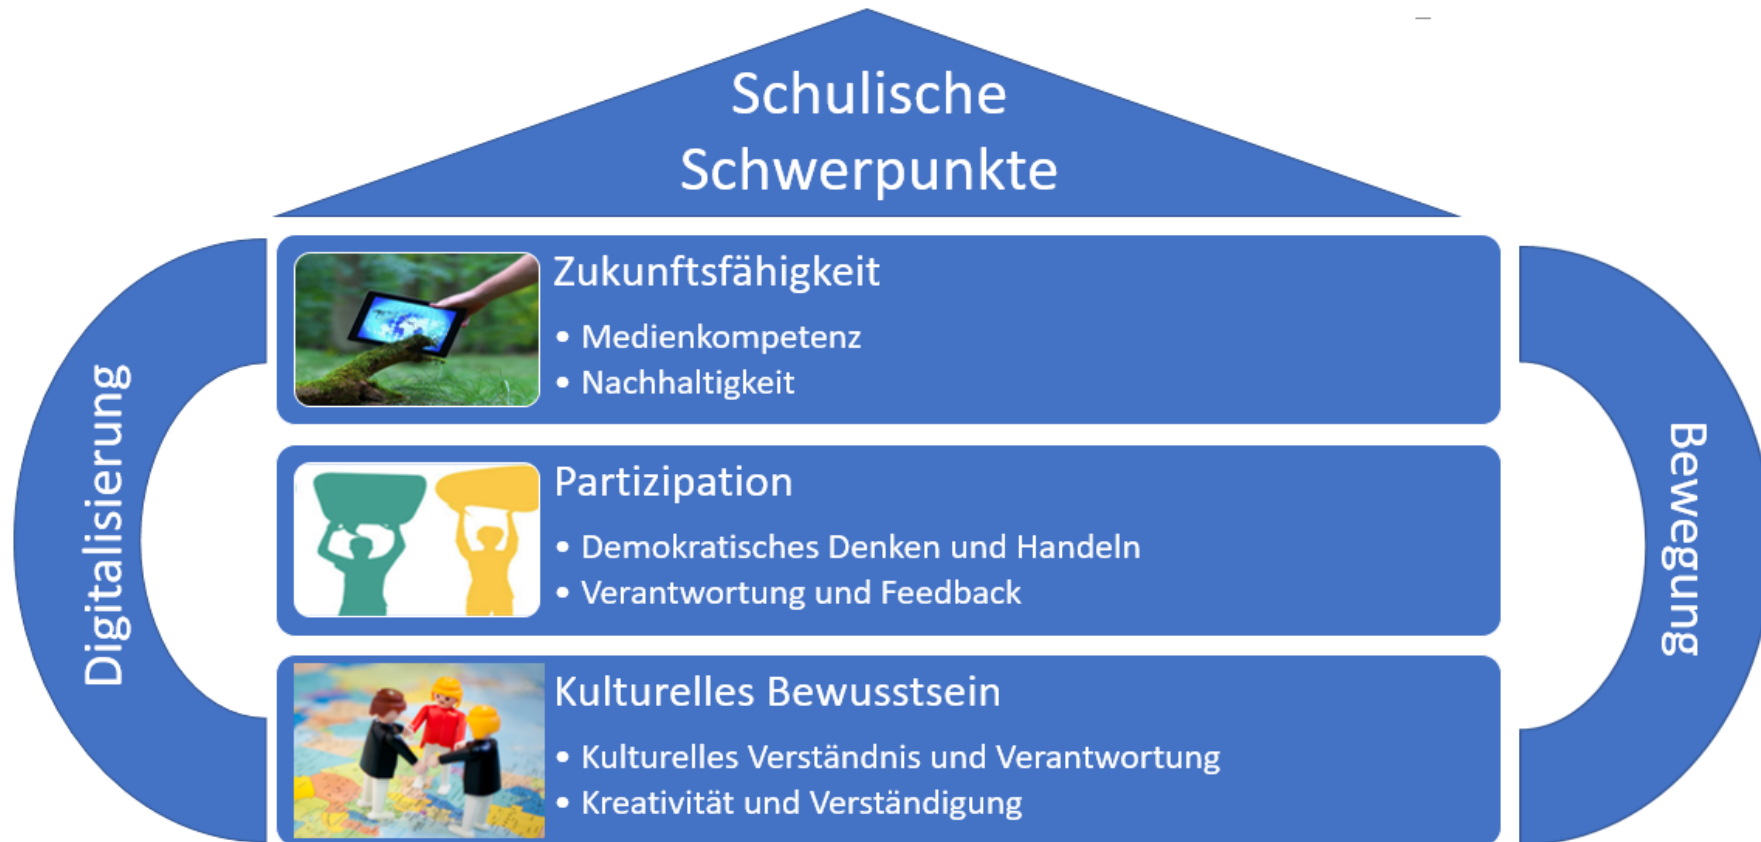 Schulische
Schwerpunkte
Digitalisierung
Zukunftsfähigkeit
• Medienkompetenz
• Nachhaltigkeit
Partizipation
• Demokratisches Denken und Handeln
• Verantwortung und Feedback
Kulturelles Bewusstsein
• Kulturelles Verständnis und Verantwortung
• Kreativität und Verständigung
Bewegung